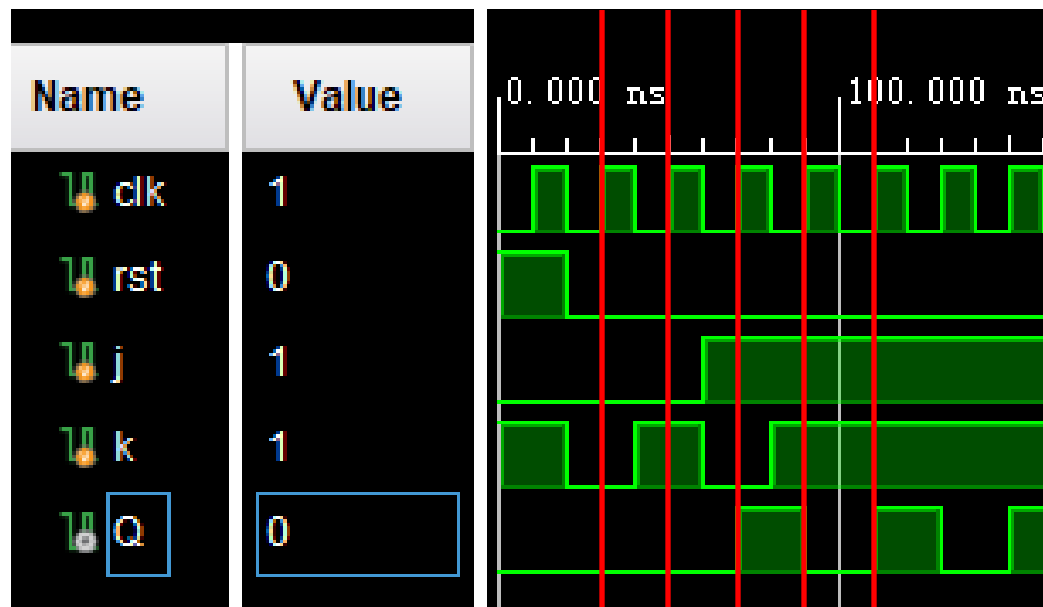 Name Value
0.000 ns 100.000 ns
clk 1
rst 0
j 1
k 1
Q 0